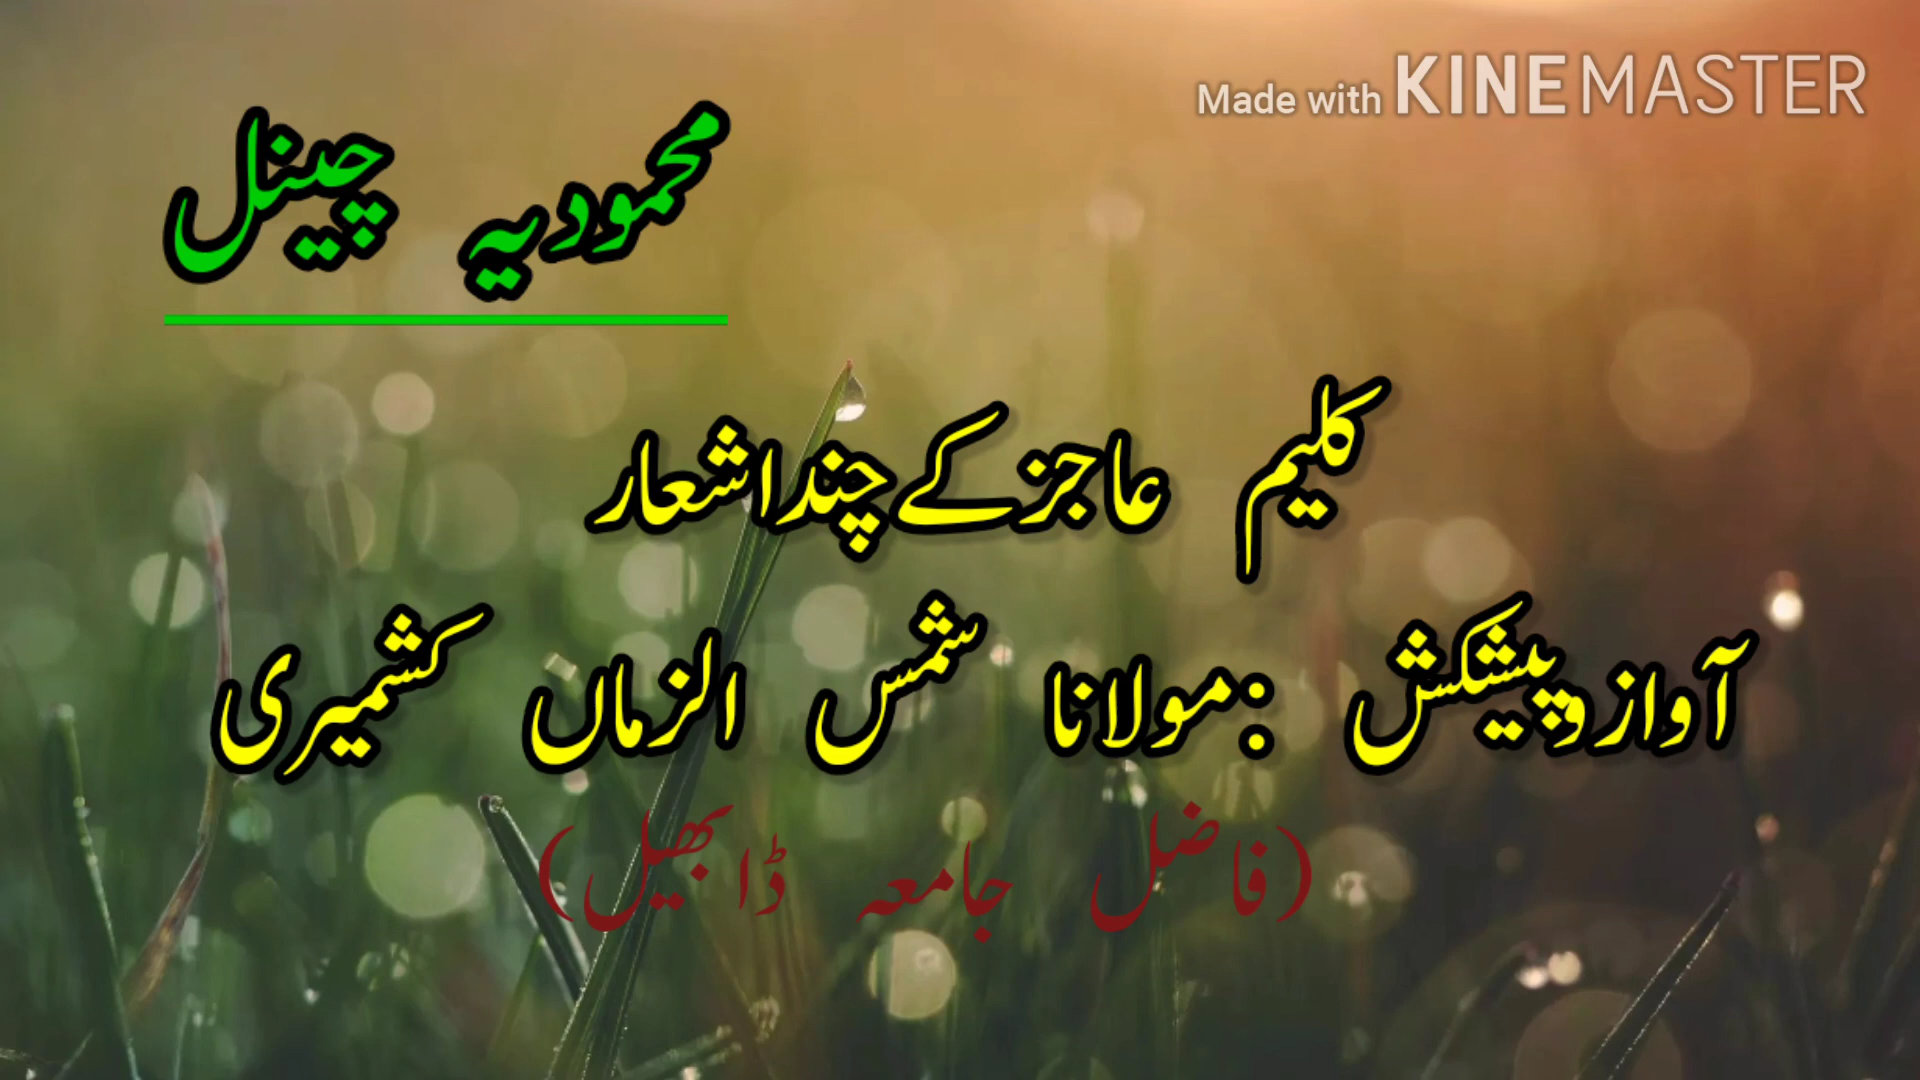 Made with KINEMASTER
محمودیہ چینل
کلیم عاجز کے چند اشعار
آواز و پیشکش :مولانا شمس الزماں کشمیری
(فاضل جامعہ ڈابھیل)